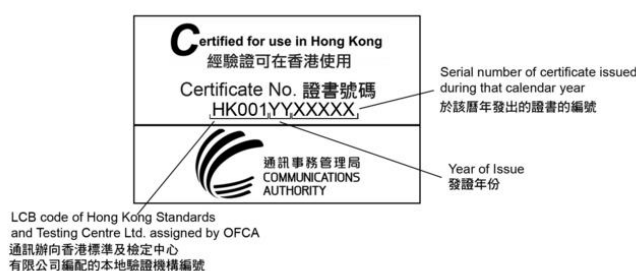 Certified for use in Hong Kong
經驗證可在香港使用
Certificate No. 證書號碼
HK001YYXXXXX
Serial number of certificate issued
during that calendar year
於該曆年發出的證書的編號
通訊事務管理局
COMMUNICATIONS
AUTHORITY
Year of Issue
發證年份
LCB code of Hong Kong Standards
and Testing Centre Ltd. assigned by OFCA
通訊辦向香港標準及檢定中心
有限公司編配的本地驗證機構編號